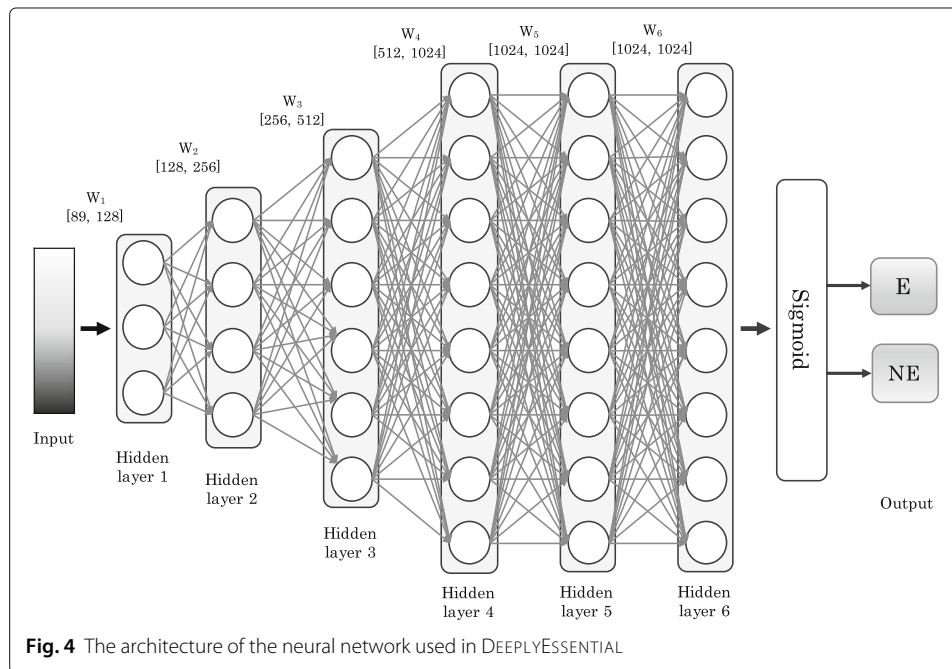 W₁
[89, 128]
W₂
[128, 256]
W₃
[256, 512]
W₄
[512, 1024]
W₅
[1024, 1024]
W₆
[1024, 1024]
Input
Hidden
layer 1
Hidden
layer 2
Hidden
layer 3
Hidden
layer 4
Hidden
layer 5
Hidden
layer 6
Sigmoid
E
NE
Output
Fig. 4 The architecture of the neural network used in DEEPLYESSENTIAL